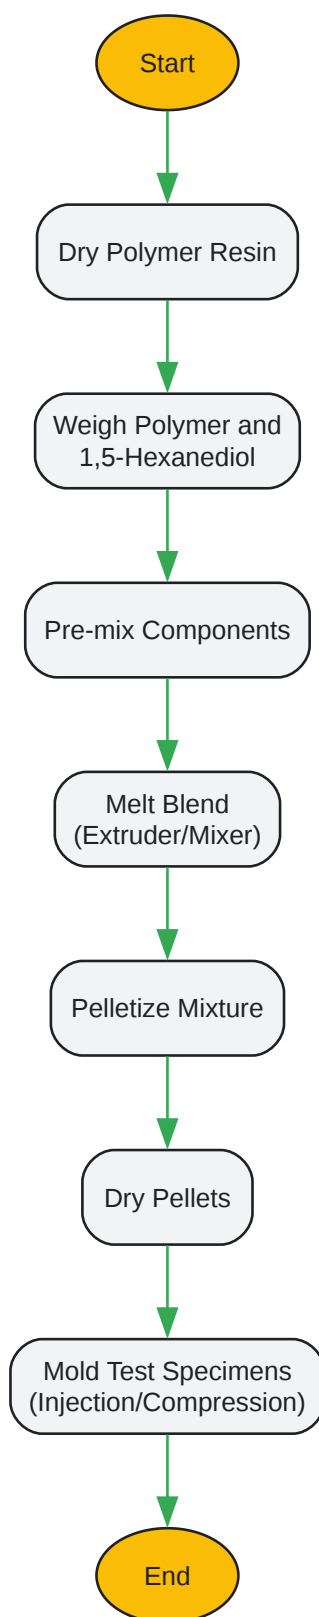 Start
Dry Polymer Resin
Weigh Polymer and
1,5-Hexanediol
Pre-mix Components
Melt Blend
(Extruder/Mixer)
Pelletize Mixture
Dry Pellets
Mold Test Specimens
(Injection/Compression)
End